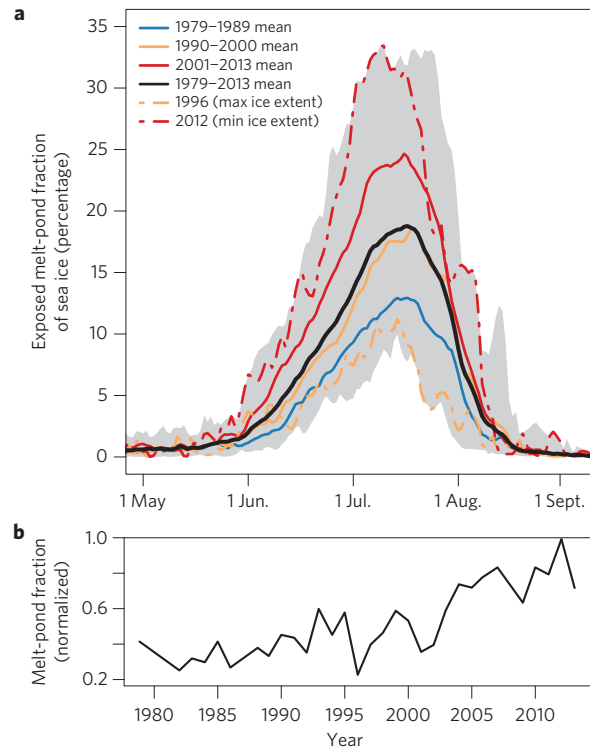 a
35
30
25
20
15
10
5
0
Exposed melt-pond fraction
of sea ice (percentage)
1979–1989 mean
1990–2000 mean
2001–2013 mean
1979–2013 mean
1996 (max ice extent)
2012 (min ice extent)
1 May 1 Jun. 1 Jul. 1 Aug. 1 Sept.
b
1.0
0.6
0.2
Melt-pond fraction
(normalized)
1980 1985 1990 1995 2000 2005 2010
Year